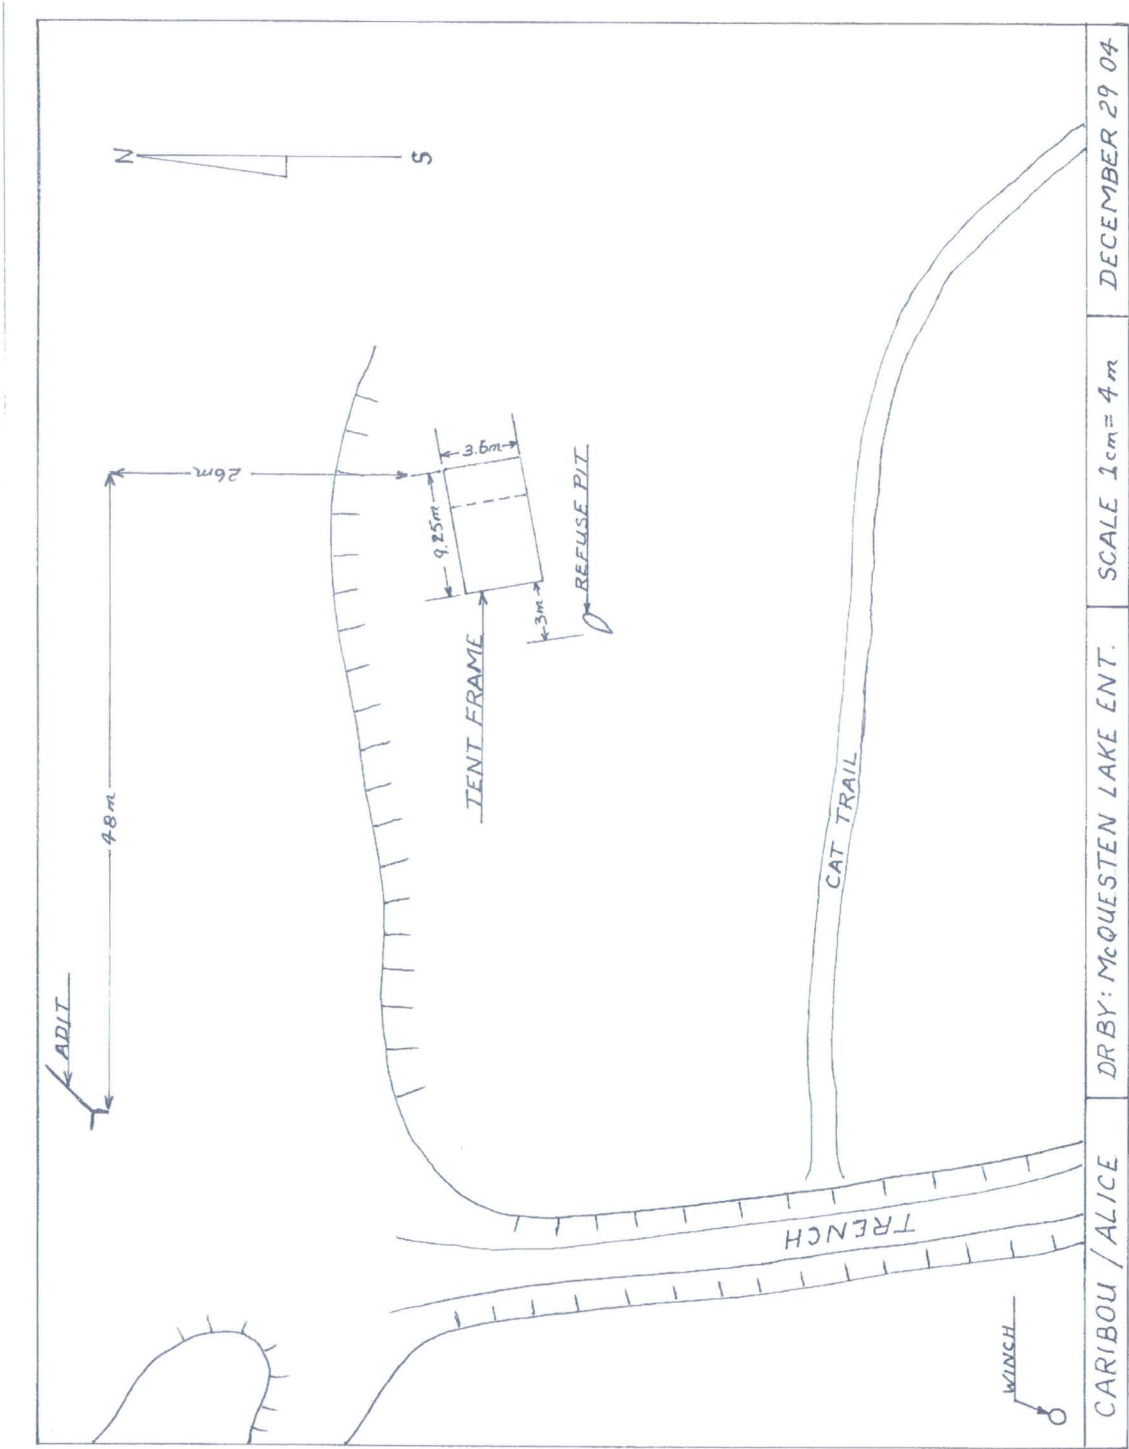 N
S
26m
48m
ADIT
3.6m
9.25m
3m
REFUSE PIT
TENT FRAME
CAT TRAIL
TRENCH
WINCH
CARIBOU / ALICE
DR BY: McQUESTEN LAKE ENT.
SCALE 1cm = 4m
DECEMBER 29 04